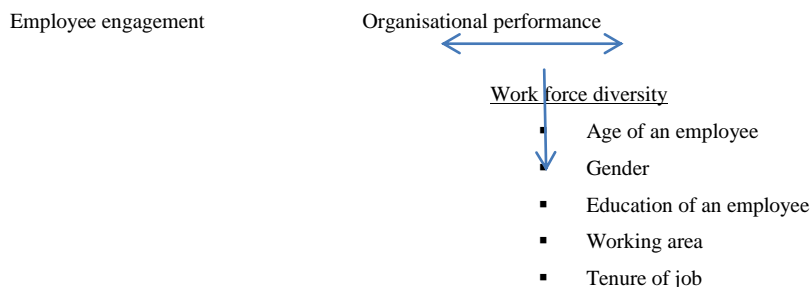 Employee engagement Organisational performance
Work force diversity
▪ Age of an employee
▪ Gender
▪ Education of an employee
▪ Working area
▪ Tenure of job